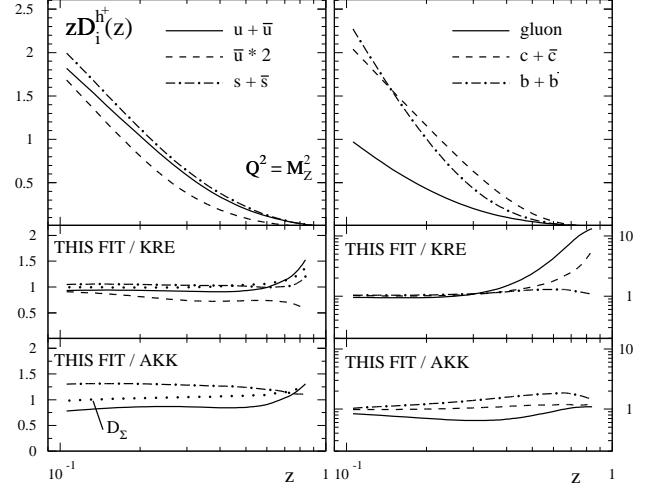 zD_i^{h^+}(z)
u + u̅
u̅ * 2
s + s̅
Q² = M_Z²
2.5
2
1.5
1
0.5
gluon
c + c̅
b + b̅
THIS FIT / KRE
2
1.5
1
0.5
THIS FIT / KRE
10
1
THIS FIT / AKK
2
1.5
1
0.5
0
D_Σ
THIS FIT / AKK
10
1
10⁻¹
z
1
10⁻¹
z
1